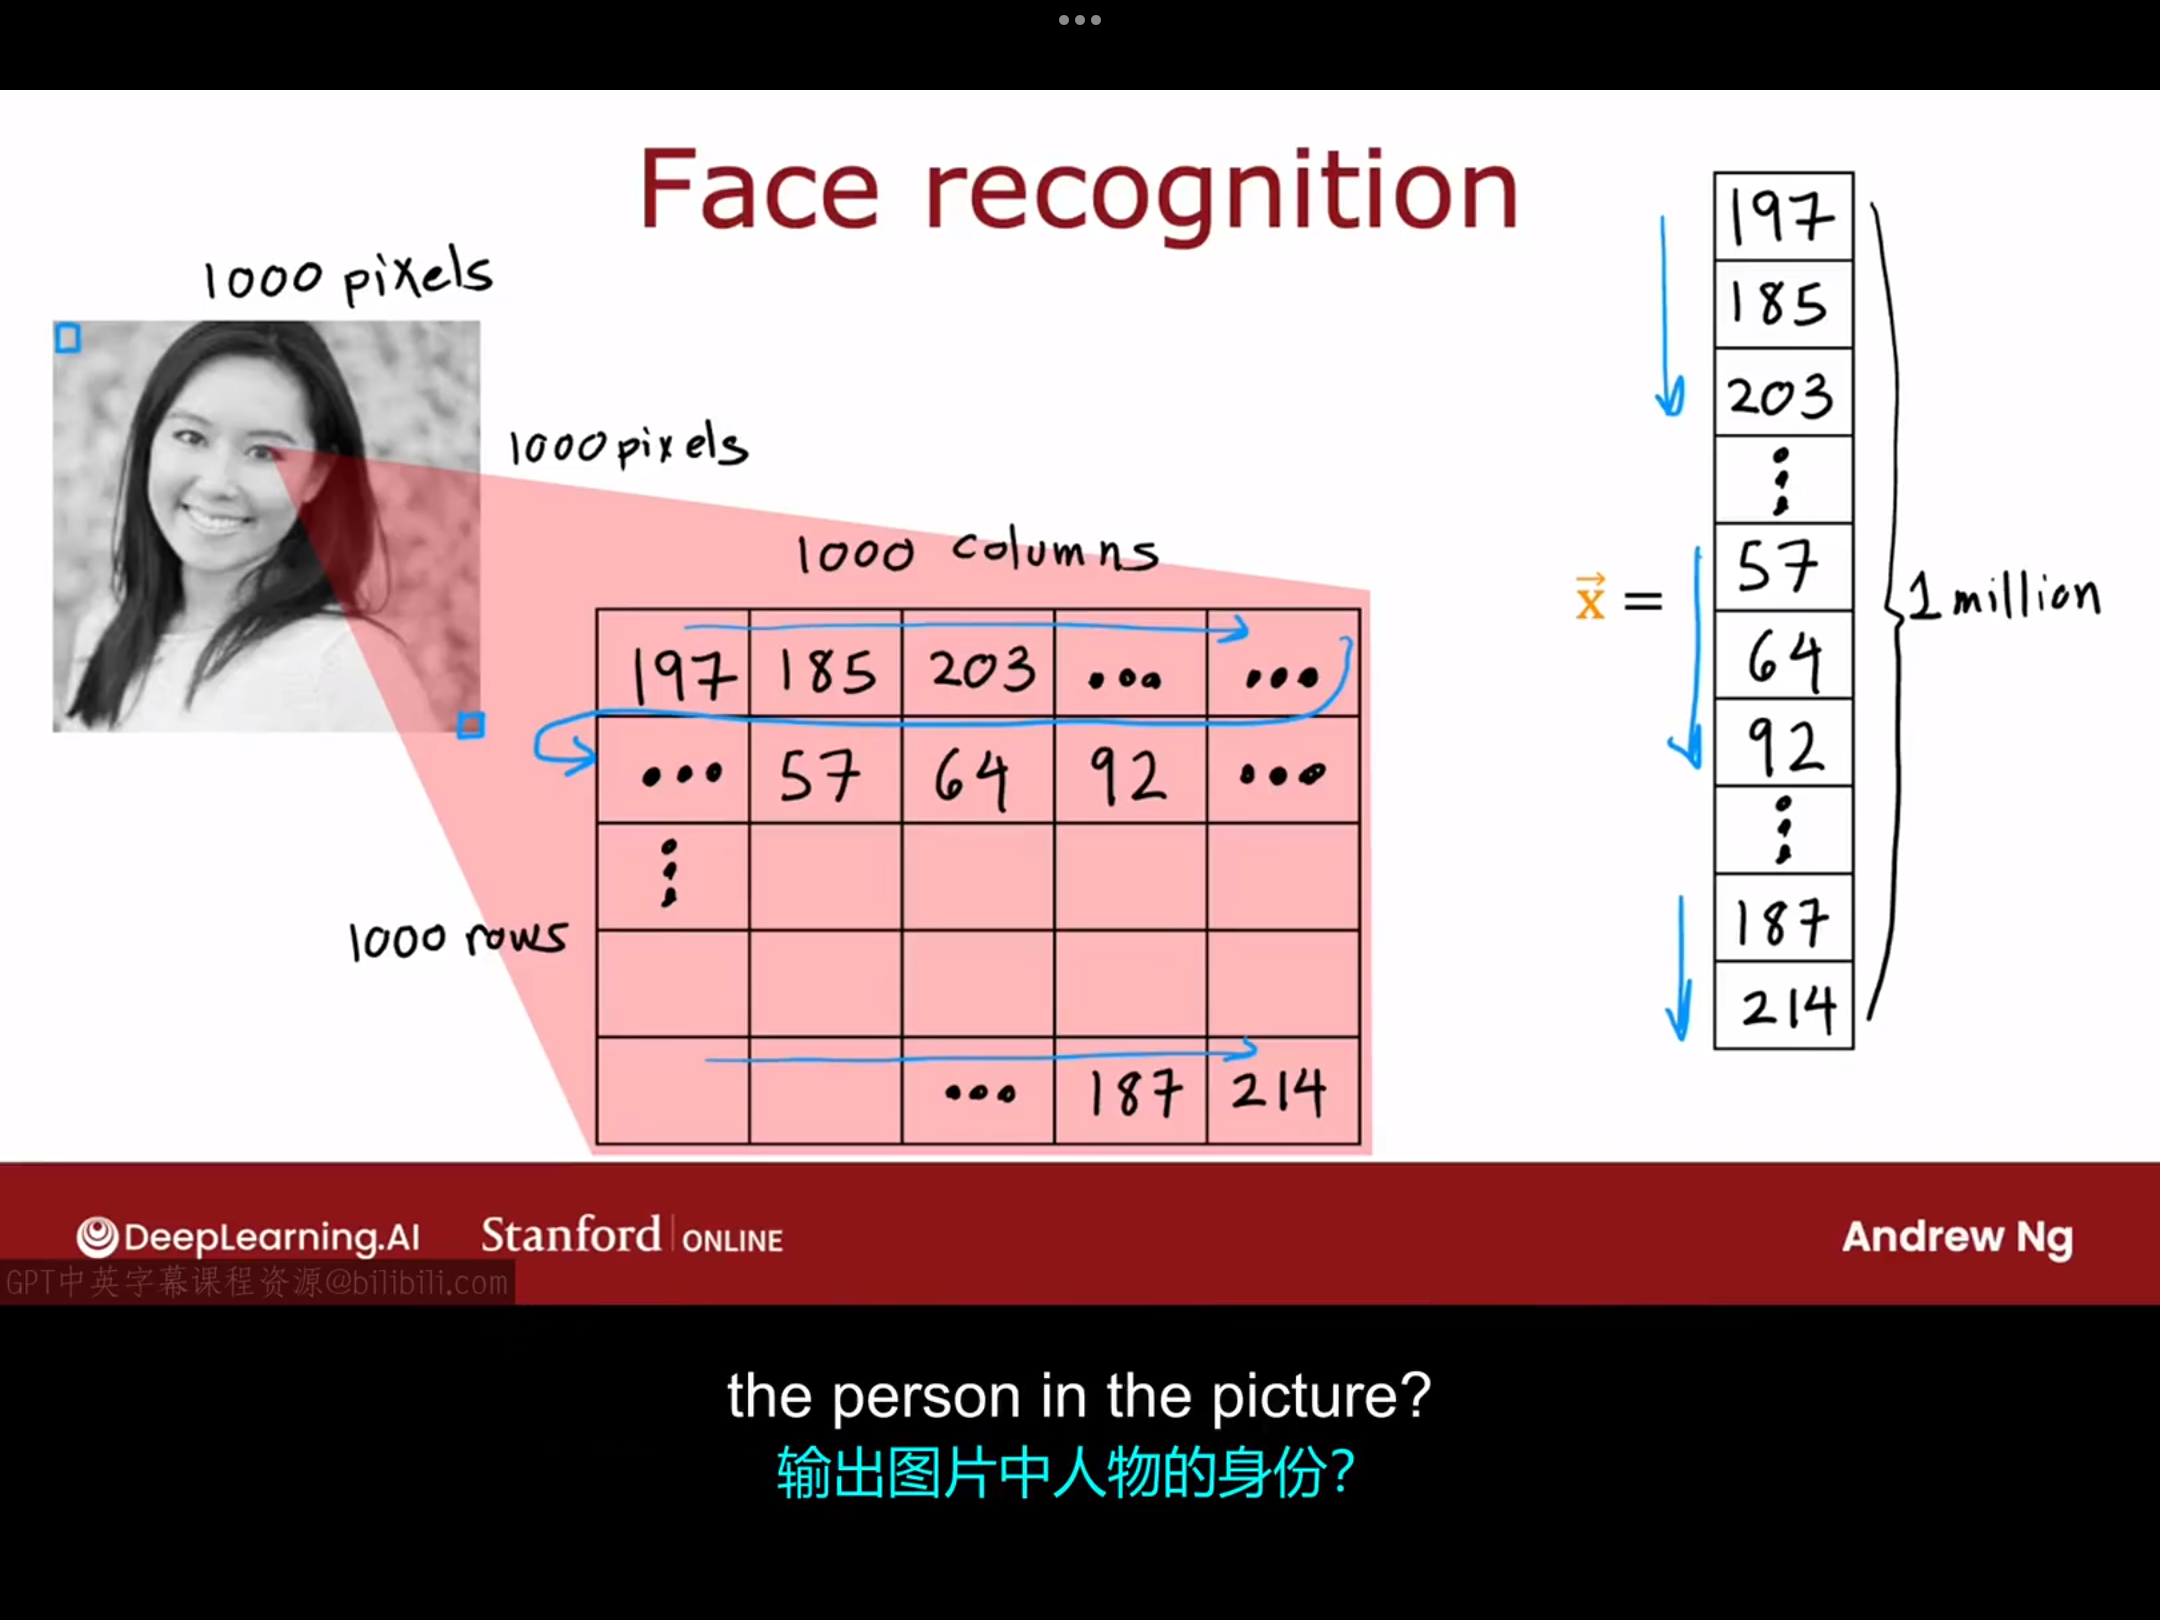 Face recognition
1000 pixels
1000 pixels
1000 columns
1000 rows
197 185 203 ... ...
... 57 64 92 ...
⋮
... 187 214
x⃗ =
197
185
203
⋮
57
64
92
⋮
187
214
1 million
DeepLearning.AI Stanford | ONLINE Andrew Ng
GPT中英字幕课程资源@bilibili.com
the person in the picture?
输出图片中人物的身份?